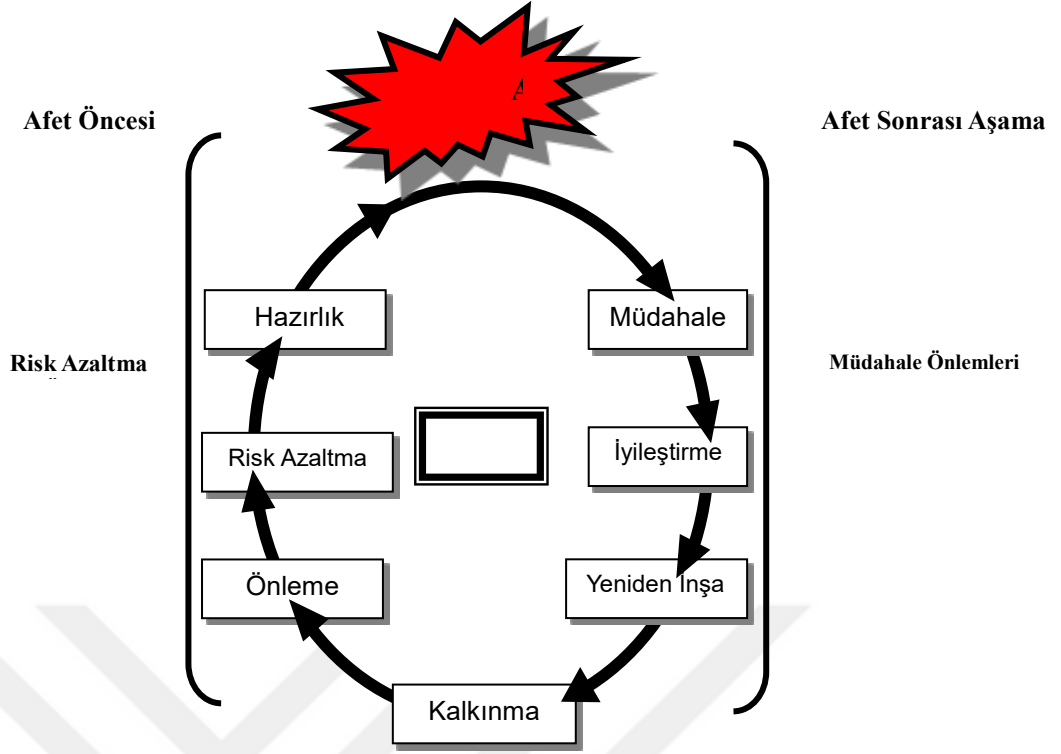 A
Afet Öncesi
Afet Sonrası Aşama
Hazırlık
Müdahale
Risk Azaltma
Müdahale Önlemleri
Risk Azaltma
İyileştirme
Önleme
Yeniden İnşa
Kalkınma